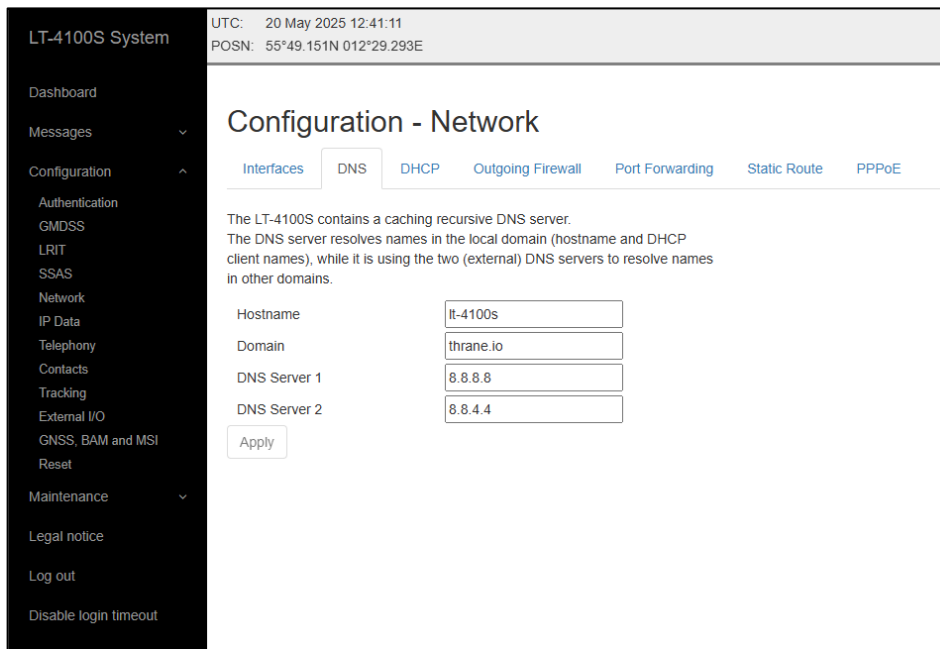 LT-4100S System
Dashboard
Messages
Configuration
Authentication
GMDSS
LRIT
SSAS
Network
IP Data
Telephony
Contacts
Tracking
External I/O
GNSS, BAM and MSI
Reset
Maintenance
Legal notice
Log out
Disable login timeout
UTC: 20 May 2025 12:41:11
POSN: 55°49.151N 012°29.293E
Configuration - Network
Interfaces DNS DHCP Outgoing Firewall Port Forwarding Static Route PPPoE
The LT-4100S contains a caching recursive DNS server.
The DNS server resolves names in the local domain (hostname and DHCP
client names), while it is using the two (external) DNS servers to resolve names
in other domains.
Hostname lt-4100s
Domain thrane.io
DNS Server 1 8.8.8.8
DNS Server 2 8.8.4.4
Apply